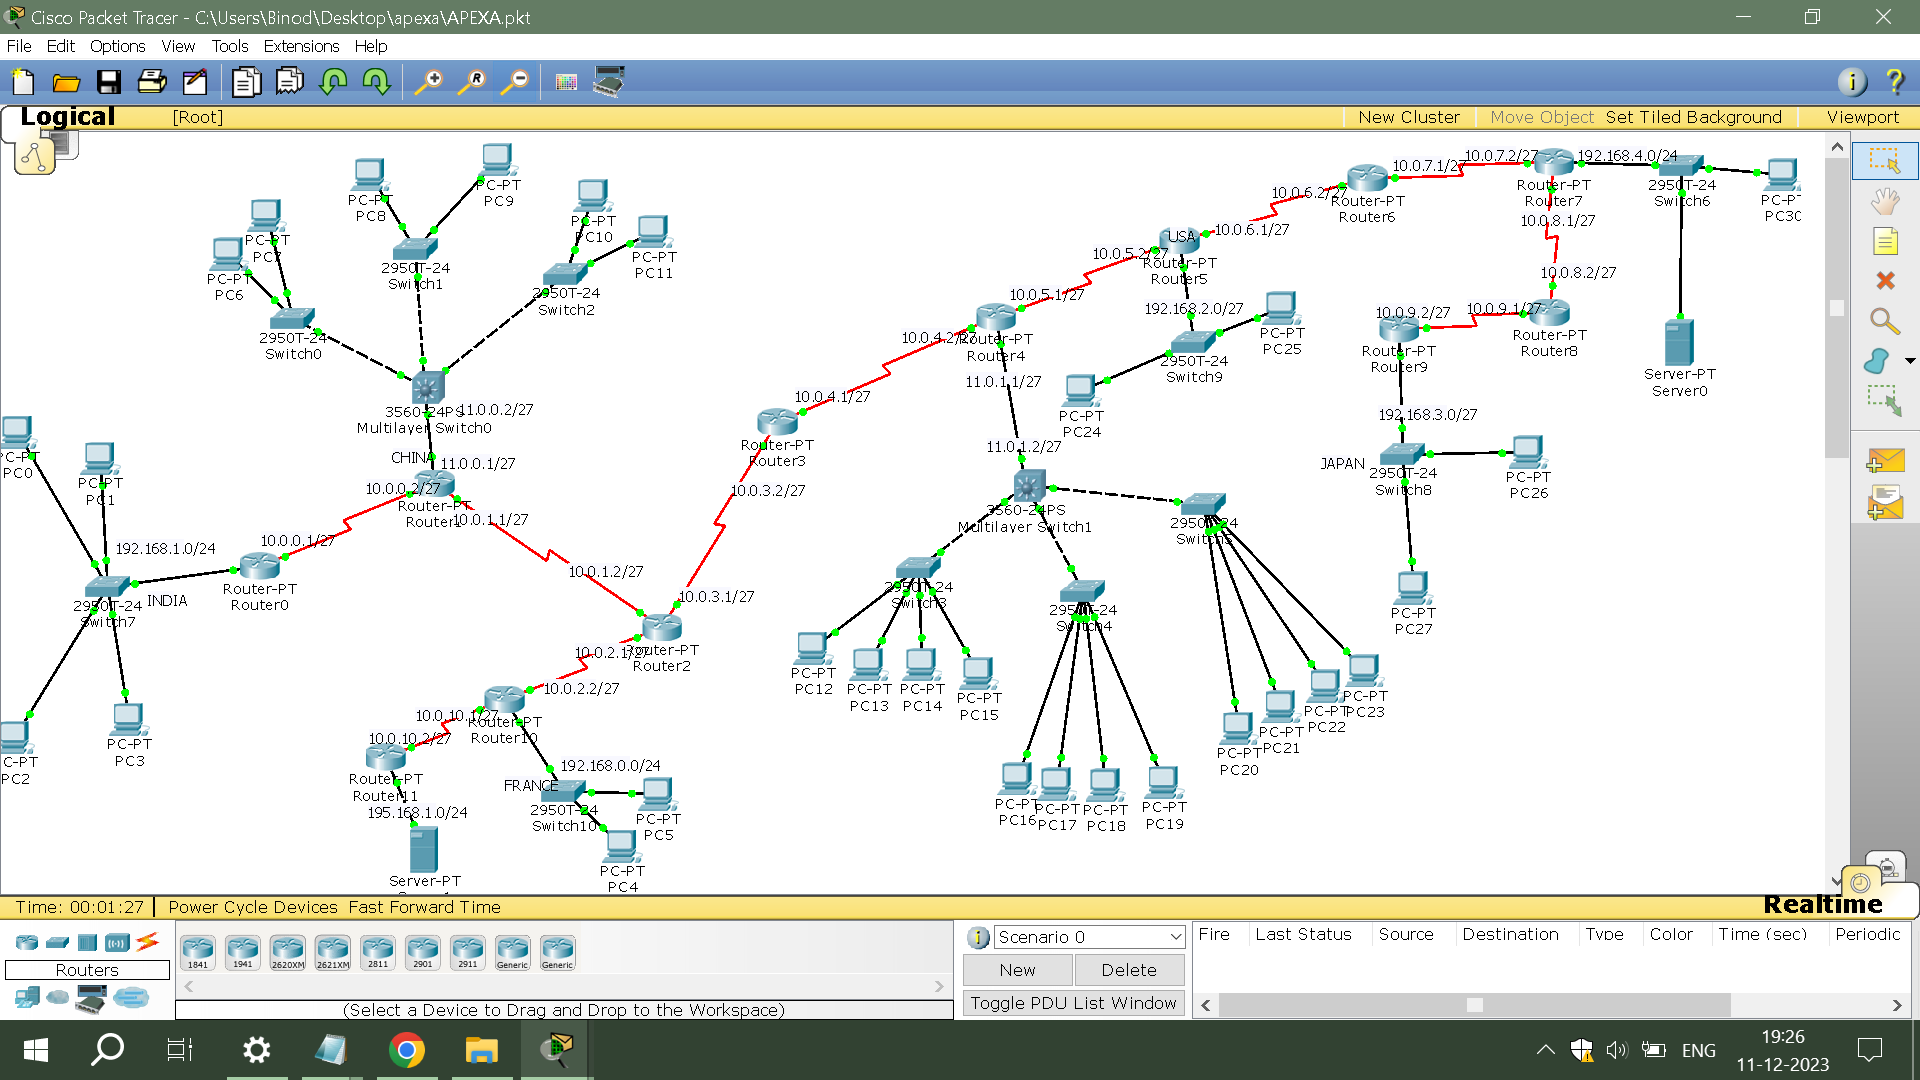 Cisco Packet Tracer - C:\Users\Binod\Desktop\apexa\APEXA.pkt
File Edit Options View Tools Extensions Help
Logical [Root] New Cluster Move Object Set Tiled Background Viewport
PC-PT
PC6
PC-PT
PC7
PC-PT
PC8
PC-PT
PC9
PC-PT
PC10
PC-PT
PC11
2950T-24
Switch0
2950T-24
Switch1
2950T-24
Switch2
3560-24PS
Multilayer Switch0
11.0.0.2/27
CHINA
11.0.0.1/27
10.0.0.2/27
Router-PT
Router1
10.0.1.1/27
C-PT
PC0
PC-PT
PC1
192.168.1.0/24
10.0.0.1/27
Router-PT
Router0
2950T-24
Switch7
INDIA
C-PT
PC2
PC-PT
PC3
10.0.1.2/27
10.0.3.1/27
10.0.2.1/27
Router-PT
Router2
10.0.2.2/27
10.0.10.1/27
Router-PT
Router10
10.0.10.2/27
Router-PT
Router11
195.168.1.0/24
Server-PT
192.168.0.0/24
FRANCE
2950T-24
Switch10
PC-PT
PC5
PC-PT
PC4
10.0.3.2/27
Router-PT
Router3
10.0.4.1/27
10.0.4.2/27
Router-PT
Router4
10.0.5.1/27
11.0.1.1/27
11.0.1.2/27
3560-24PS
Multilayer Switch1
2950T-24
Switch3
2950T-24
Switch4
2950T-24
PC-PT
PC12
PC-PT
PC13
PC-PT
PC14
PC-PT
PC15
PC-PT
PC16
PC-PT
PC17
PC-PT
PC18
PC-PT
PC19
PC-PT
PC20
PC-PT
PC21
PC-PT
PC22
PC-PT
PC23
10.0.5.2/27
USA
Router-PT
Router5
10.0.6.1/27
192.168.2.0/27
2950T-24
Switch9
PC-PT
PC24
PC-PT
PC25
10.0.6.2/27
Router-PT
Router6
10.0.7.1/27
10.0.7.2/27
Router-PT
Router7
192.168.4.0/24
2950T-24
Switch6
PC-PT
PC30
10.0.8.1/27
10.0.8.2/27
Router-PT
Router8
10.0.9.1/27
10.0.9.2/27
Router-PT
Router9
Server-PT
Server0
192.168.3.0/27
JAPAN
2950T-24
Switch8
PC-PT
PC26
PC-PT
PC27
Time: 00:01:27 Power Cycle Devices Fast Forward Time Realtime
Routers
1841 1941 2620XM 2621XM 2811 2901 2911 Generic Generic
(Select a Device to Drag and Drop to the Workspace)
Scenario 0
New Delete
Toggle PDU List Window
Fire Last Status Source Destination Type Color Time (sec) Periodic
ENG
19:26
11-12-2023